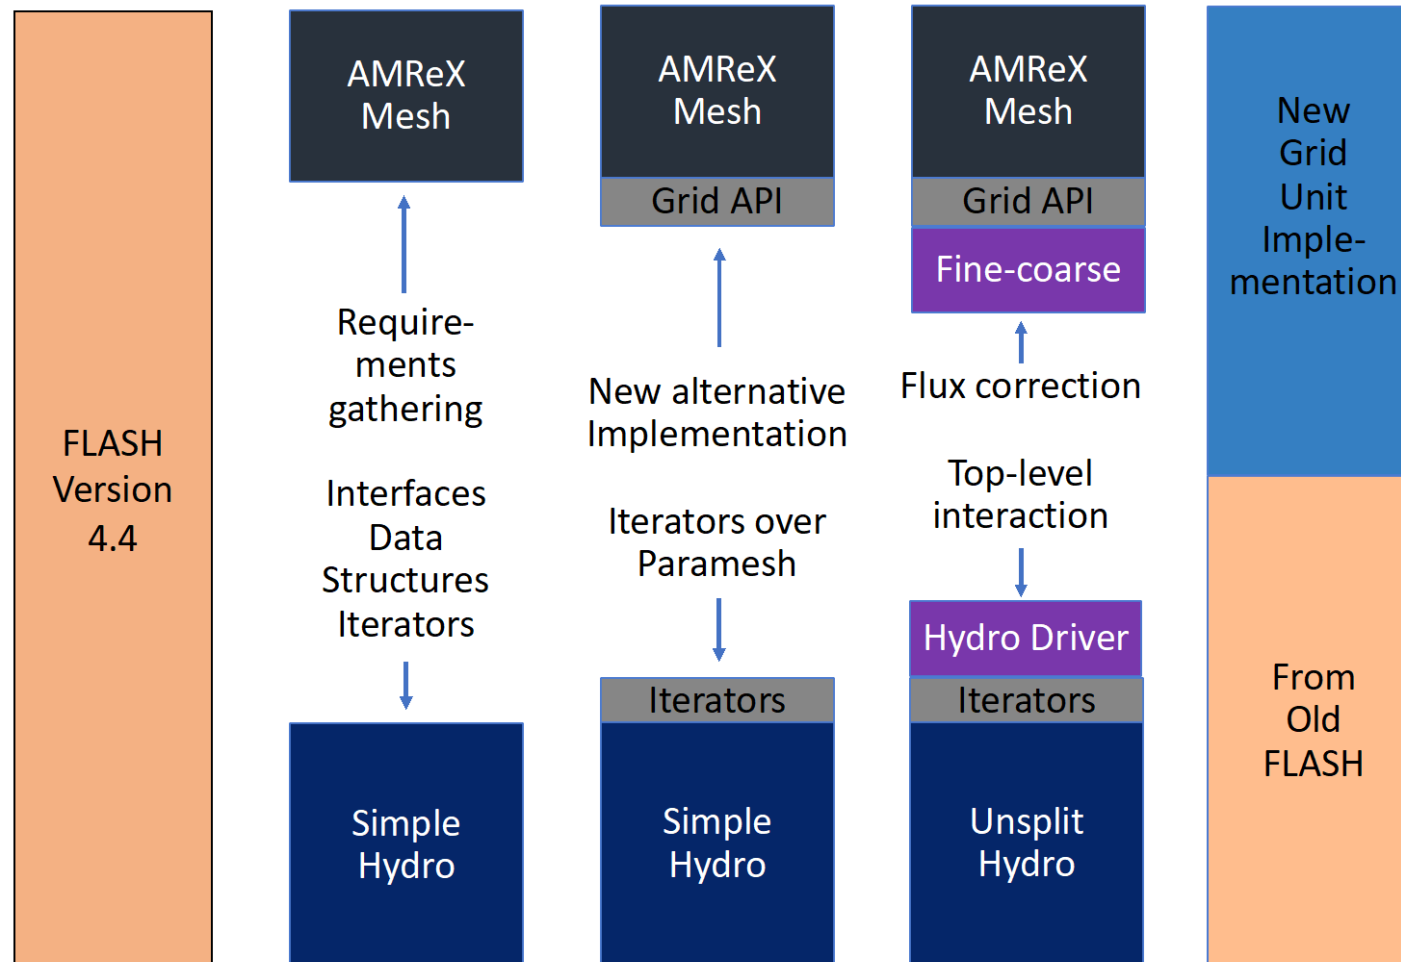 FLASH
Version
4.4
AMReX
Mesh
Require-
ments
gathering
Interfaces
Data
Structures
Iterators
Simple
Hydro
AMReX
Mesh
Grid API
New alternative
Implementation
Iterators over
Paramesh
Iterators
Simple
Hydro
AMReX
Mesh
Grid API
Fine-coarse
Flux correction
Top-level
interaction
Hydro Driver
Iterators
Unsplit
Hydro
New
Grid
Unit
Imple-
mentation
From
Old
FLASH